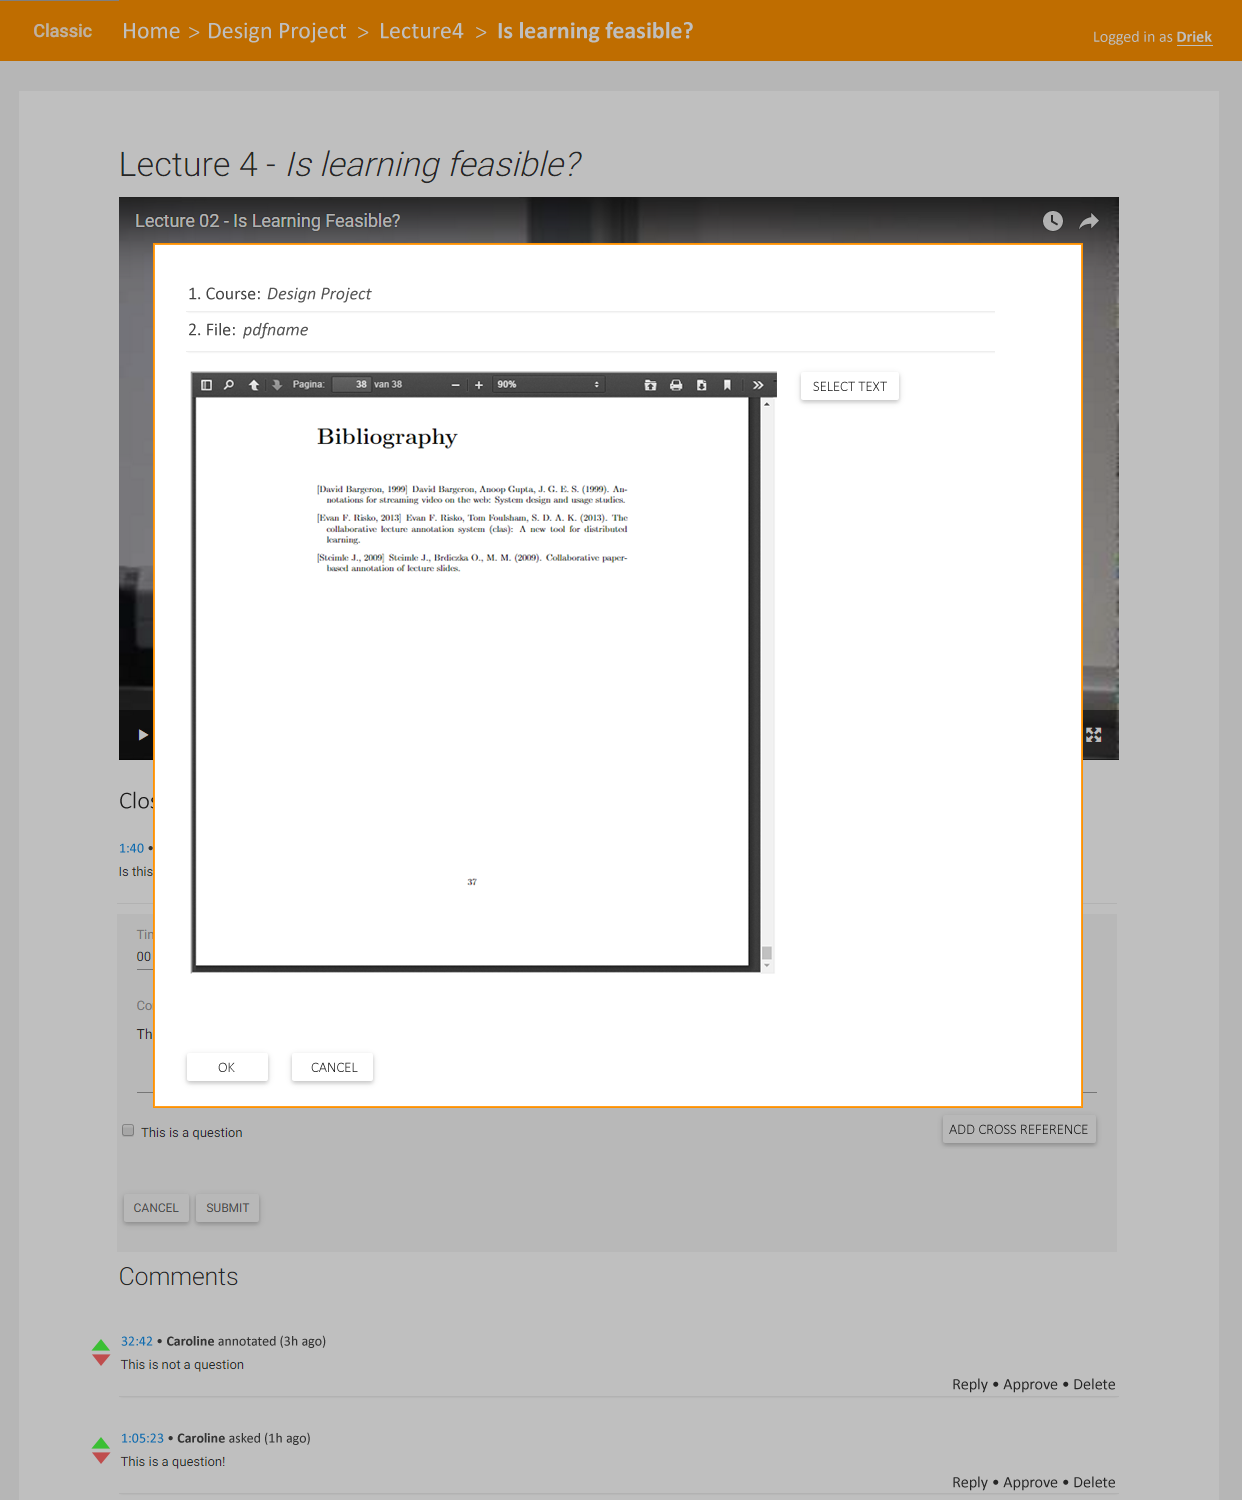 Classic Home > Design Project > Lecture4 > Is learning feasible?
Logged in as Driek
Lecture 4 - Is learning feasible?
Lecture 02 - Is Learning Feasible?
1. Course: Design Project
2. File: pdfname
Pagina: 38 van 38 90%
SELECT TEXT
Bibliography
[David Bargeron, 1999] David Bargeron, Anoop Gupta, J. G. E. S. (1999). An-
notations for streaming video on the web: System design and usage studies.
[Evan F. Risko, 2013] Evan F. Risko, Tom Foulsham, S. D. A. K. (2013). The
collaborative lecture annotation system (clas): A new tool for distributed
learning.
[Steimle J., 2009] Steimle J., Brdiczka O., M. M. (2009). Collaborative paper-
based annotation of lecture slides.
37
OK CANCEL
Clos
1:40 •
Is this
Tin
00
Co
Th
This is a question
ADD CROSS REFERENCE
CANCEL SUBMIT
Comments
32:42 • Caroline annotated (3h ago)
This is not a question
Reply • Approve • Delete
1:05:23 • Caroline asked (1h ago)
This is a question!
Reply • Approve • Delete